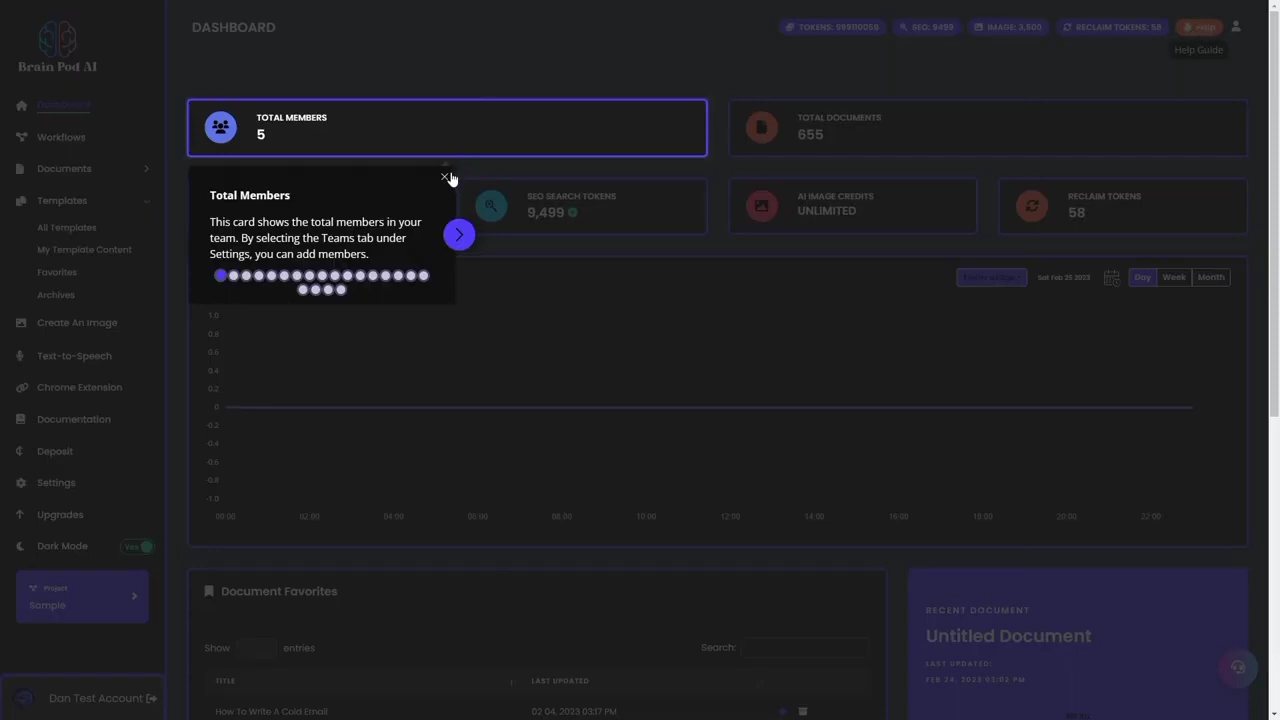 Brain Pod AI
DASHBOARD
TOKENS: 999110055
SEO: 9499
IMAGE: 3,500
RECLAIM TOKENS: 58
Help
Help Guide
Dashboard
Workflows
Documents
Templates
All Templates
My Template Content
Favorites
Archives
Create An Image
Text-to-Speech
Chrome Extension
Documentation
Deposit
Settings
Upgrades
Dark Mode
Yes
Project
Sample
Dan Test Account
TOTAL MEMBERS
5
TOTAL DOCUMENTS
655
Total Members
This card shows the total members in your
team. By selecting the Teams tab under
Settings, you can add members.
SEO SEARCH TOKENS
9,499
AI IMAGE CREDITS
UNLIMITED
RECLAIM TOKENS
58
Sat Feb 25 2023
Day
Week
Month
1.0
0.8
0.6
0.4
0.2
0
-0.2
-0.4
-0.6
-0.8
-1.0
00:00
02:00
04:00
06:00
08:00
10:00
12:00
14:00
16:00
18:00
20:00
22:00
Document Favorites
Show
entries
Search:
TITLE
LAST UPDATED
How To Write A Cold Email
02 04, 2023 03:17 PM
RECENT DOCUMENT
Untitled Document
LAST UPDATED:
FEB 24, 2023 03:02 PM